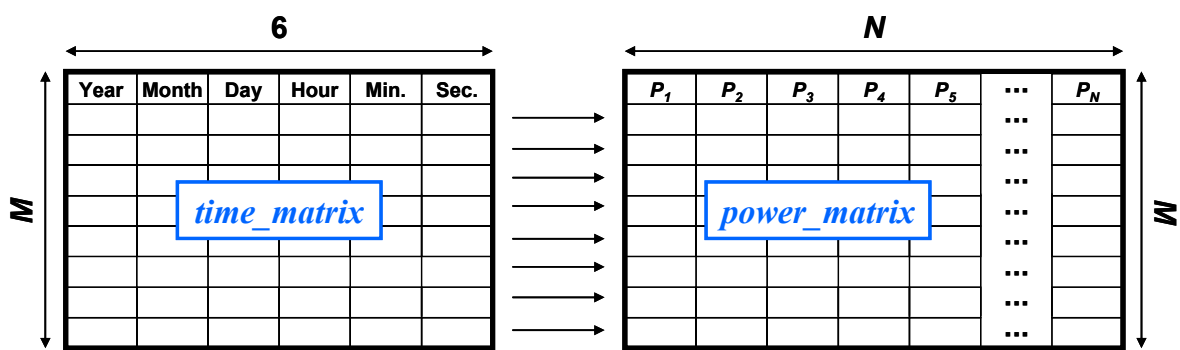 6
N
Year Month Day Hour Min. Sec.
P1 P2 P3 P4 P5 ... PN
...
...
...
M
time_matrix
power_matrix
...
M
...
...
...
...